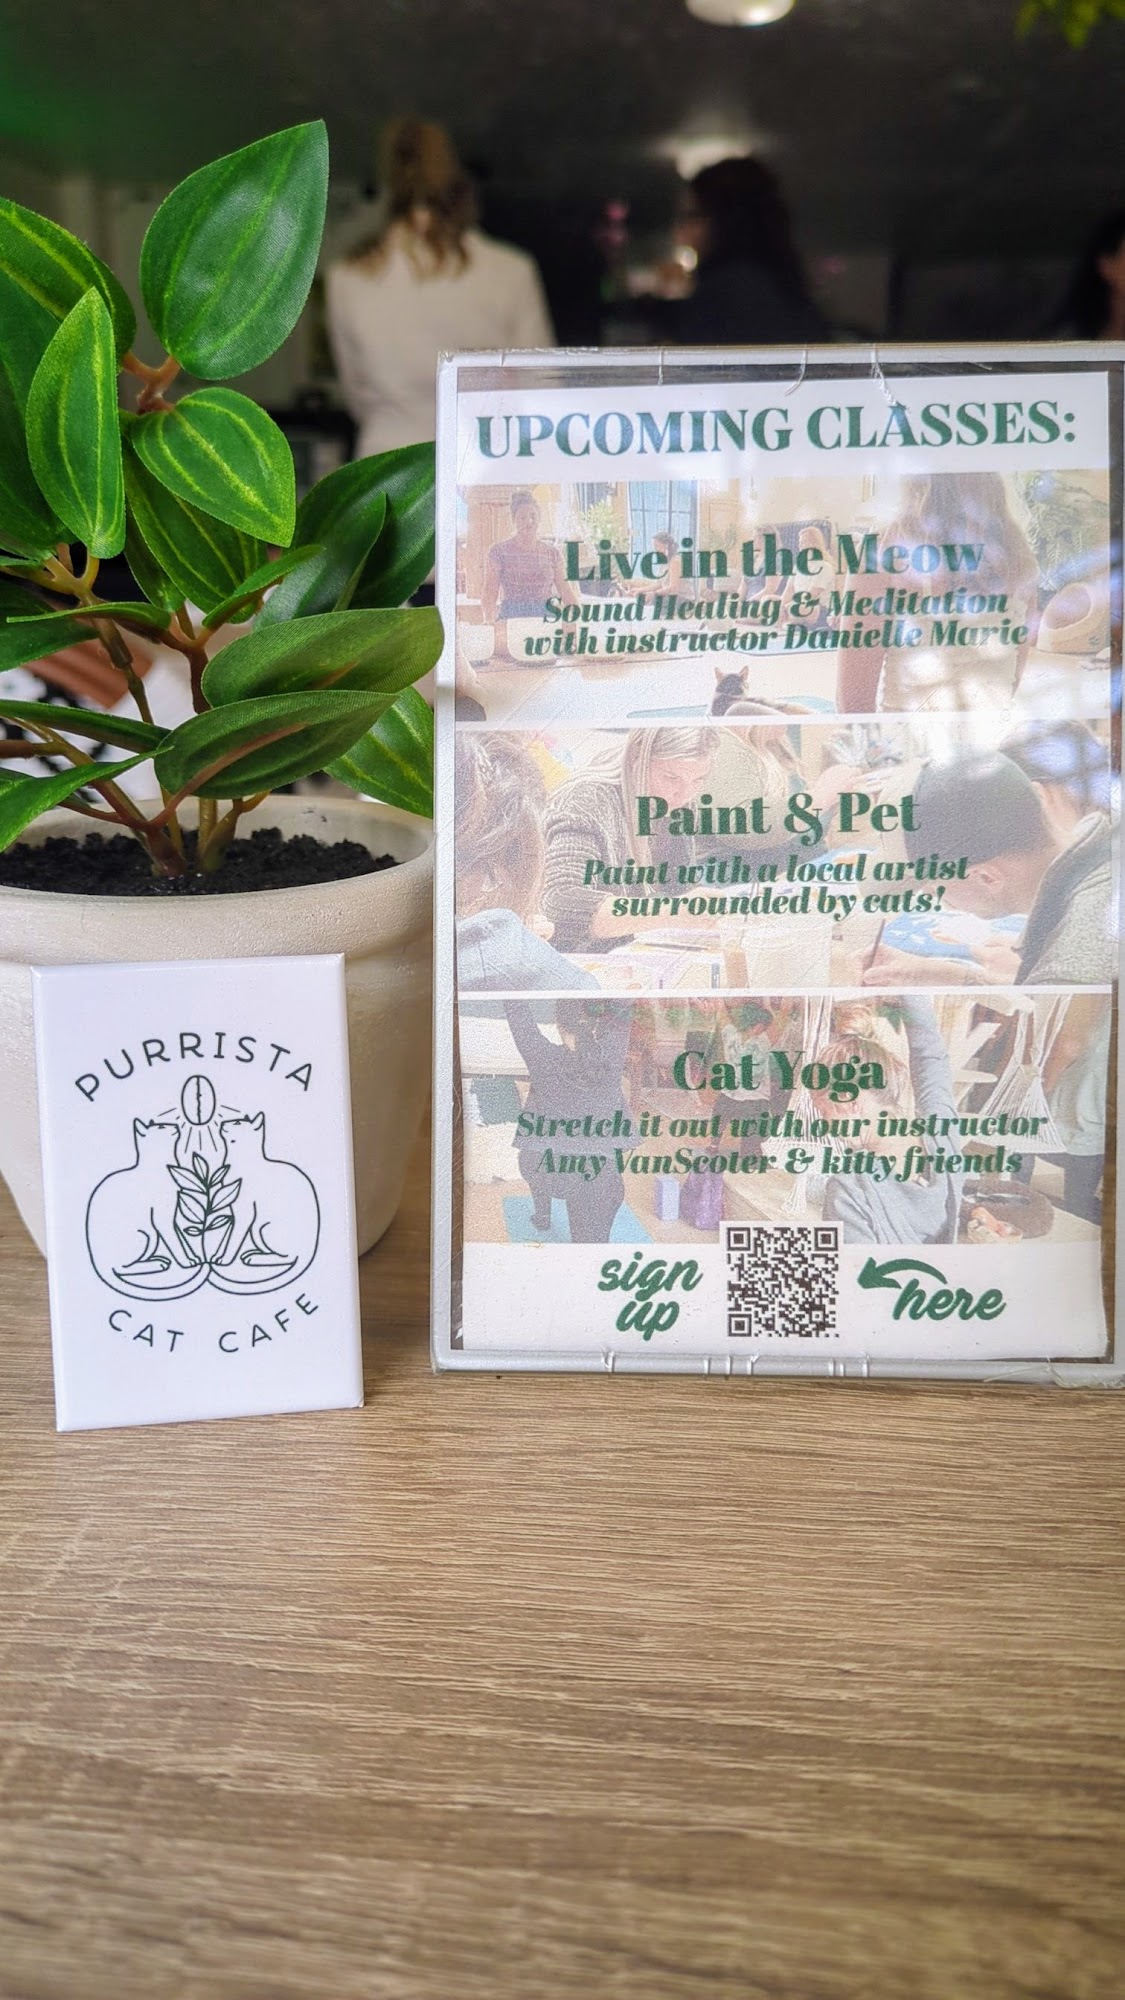 UPCOMING CLASSES:
Live in the Meow
Sound Healing & Meditation
with instructor Danielle Marie
Paint & Pet
Paint with a local artist
surrounded by cats!
Cat Yoga
Stretch it out with our instructor
Amy VanScoter & kitty friends
sign
up
here
PURRISTA
CAT CAFE